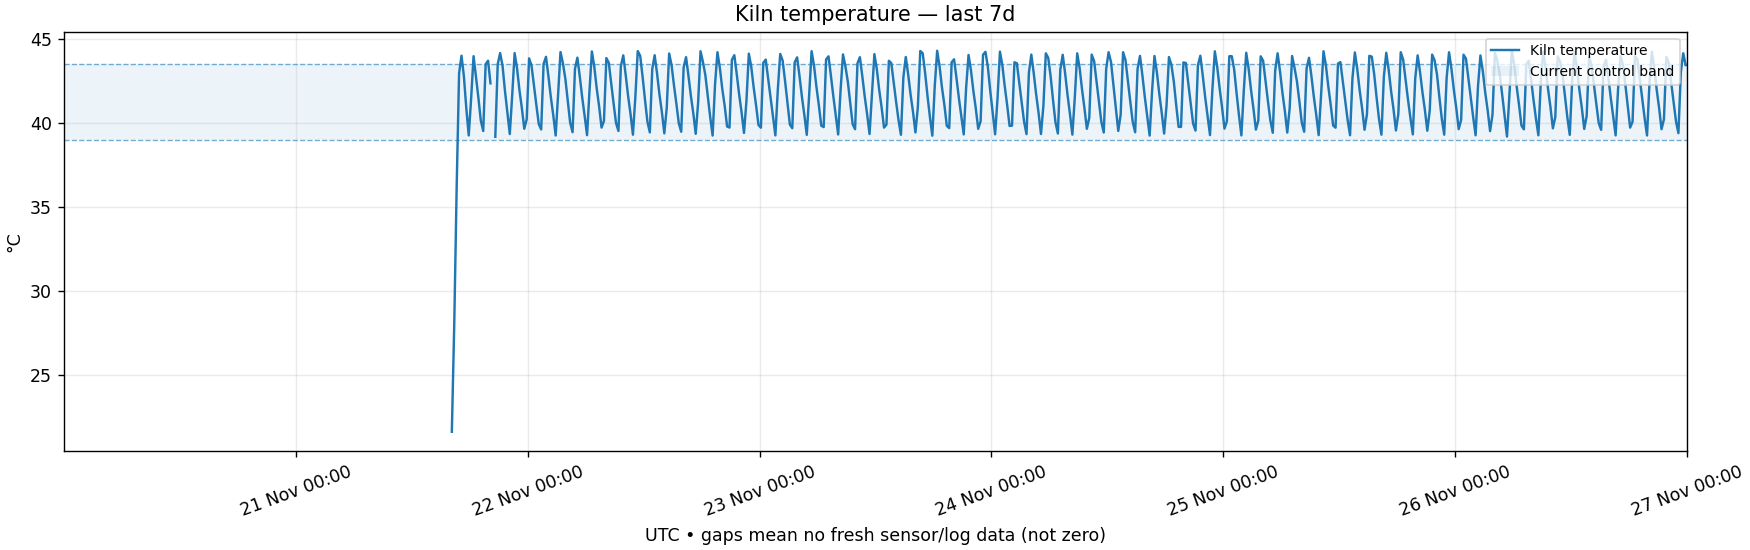 Kiln temperature — last 7d
45
40
35
30
25
°C
Kiln temperature
Current control band
21 Nov 00:00
22 Nov 00:00
23 Nov 00:00
24 Nov 00:00
25 Nov 00:00
26 Nov 00:00
27 Nov 00:00
UTC • gaps mean no fresh sensor/log data (not zero)